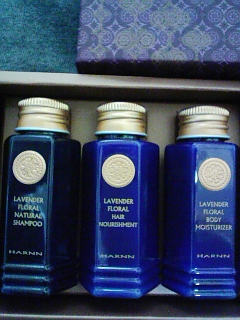 LAVENDER
FLORAL
NATURAL
SHAMPOO
HARNN
LAVENDER
FLORAL
HAIR
NOURISHMENT
HARNN
LAVENDER
FLORAL
BODY
MOISTURIZER
HARNN